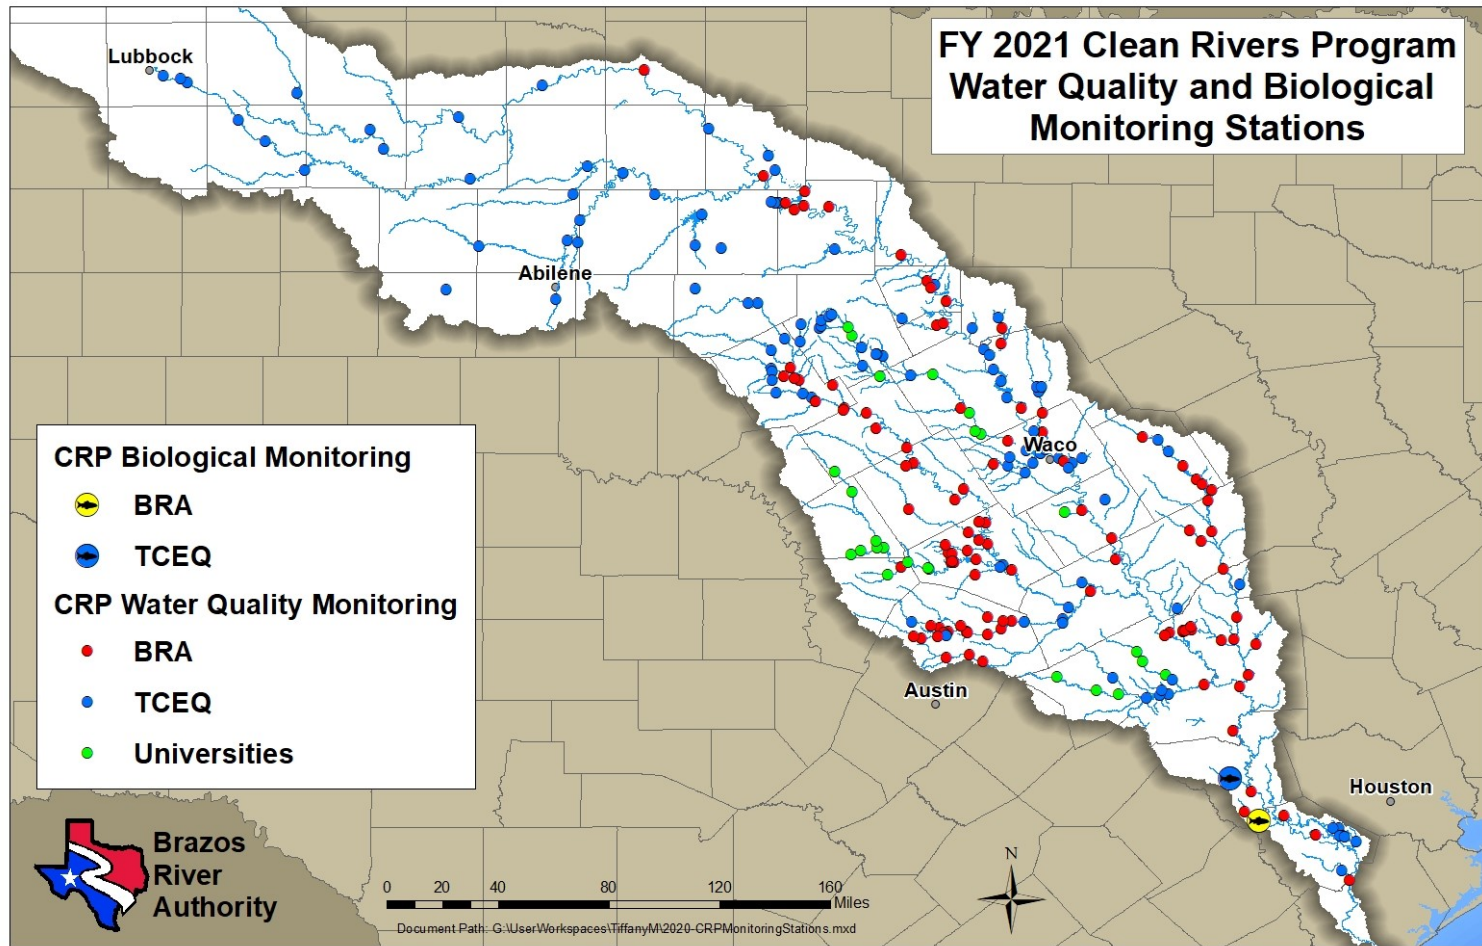 FY 2021 Clean Rivers Program
Water Quality and Biological
Monitoring Stations
Lubbock
Abilene
Waco
Austin
Houston
CRP Biological Monitoring
BRA
TCEQ
CRP Water Quality Monitoring
BRA
TCEQ
Universities
Brazos
River
Authority
N
0 20 40 80 120 160
Miles
Document Path: G:\UserWorkspaces\TiffanyM\2020-CRPMonitoringStations.mxd